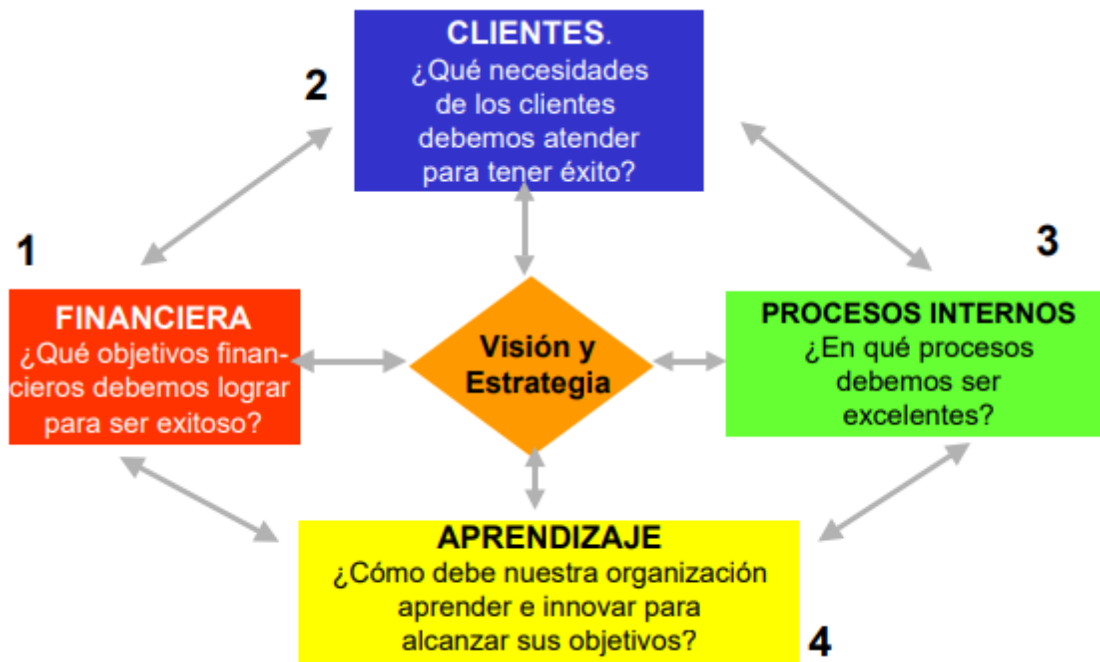 2
CLIENTES.
¿Qué necesidades
de los clientes
debemos atender
para tener éxito?
1
FINANCIERA
¿Qué objetivos finan-
cieros debemos lograr
para ser exitoso?
Visión y
Estrategia
3
PROCESOS INTERNOS
¿En qué procesos
debemos ser
excelentes?
APRENDIZAJE
¿Cómo debe nuestra organización
aprender e innovar para
alcanzar sus objetivos?
4